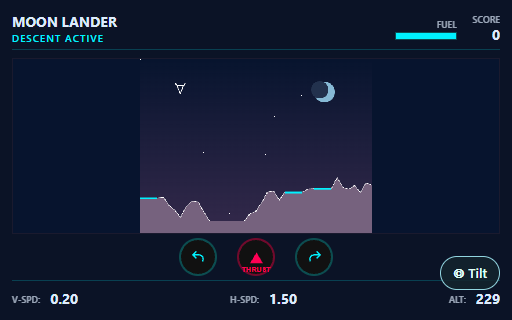 MOON LANDER
DESCENT ACTIVE
FUEL
SCORE
0
THRUST
Tilt
V-SPD: 0.20
H-SPD: 1.50
ALT: 229